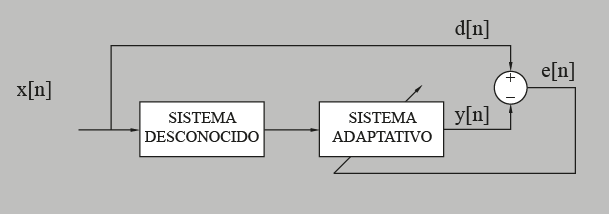 d[n]
x[n]
e[n]
+
−
SISTEMA
DESCONOCIDO
SISTEMA
ADAPTATIVO
y[n]